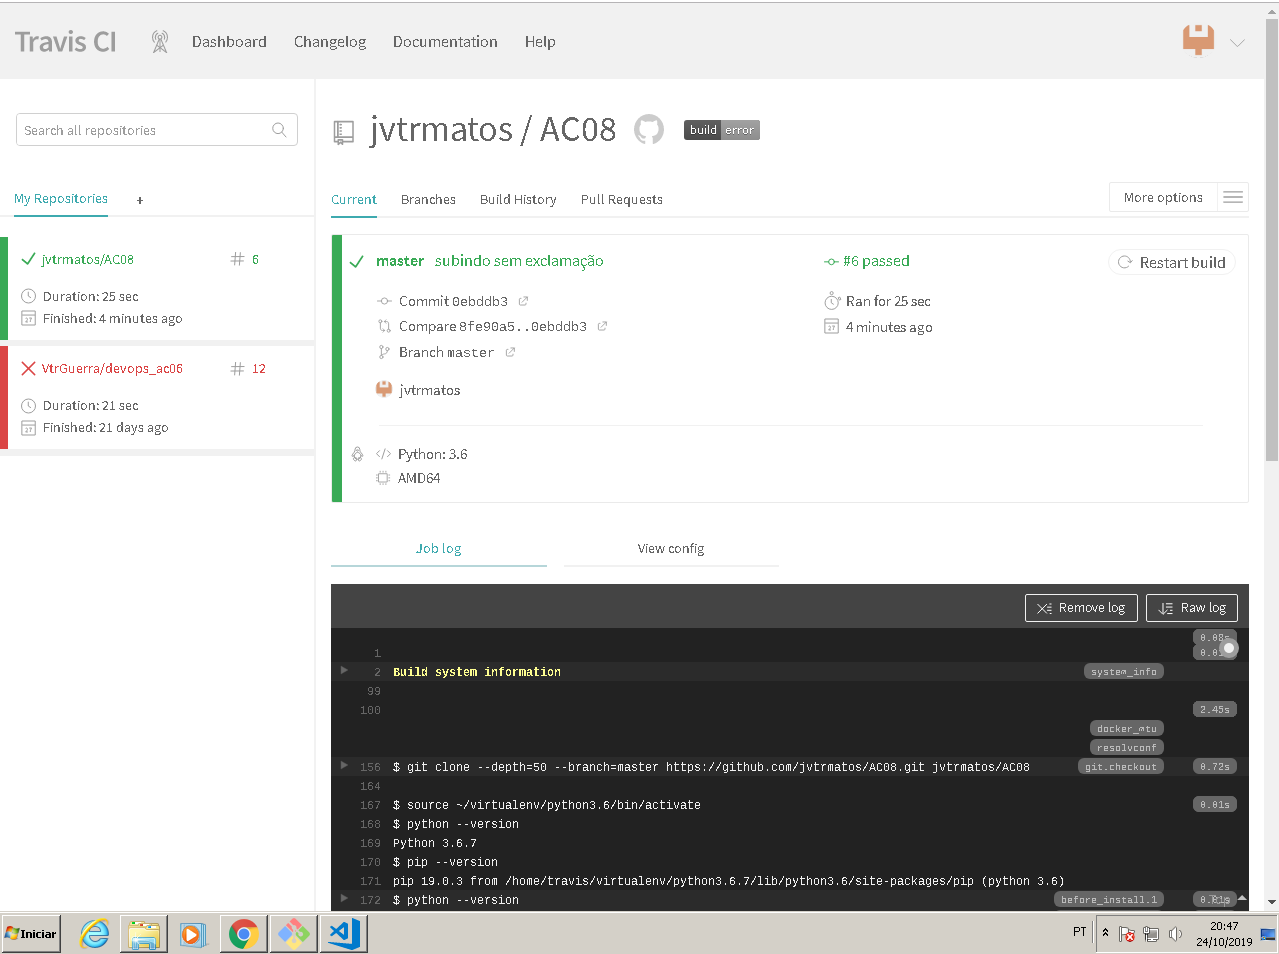 Travis CI
Dashboard
Changelog
Documentation
Help
Search all repositories
jvtrmatos / AC08
build error
My Repositories +
Current
Branches
Build History
Pull Requests
More options
jvtrmatos/AC08 # 6
Duration: 25 sec
Finished: 4 minutes ago
VtrGuerra/devops_ac06 # 12
Duration: 21 sec
Finished: 21 days ago
master subindo sem exclamação
#6 passed
Restart build
Commit 0ebddb3
Ran for 25 sec
Compare 8fe90a5..0ebddb3
4 minutes ago
Branch master
jvtrmatos
</> Python: 3.6
AMD64
Job log
View config
Remove log
Raw log
0.08s
1
2 Build system information system_info
99
100 2.45s
docker_mtu
resolvconf
156 $ git clone --depth=50 --branch=master https://github.com/jvtrmatos/AC08.git jvtrmatos/AC08 git.checkout 0.72s
164
167 $ source ~/virtualenv/python3.6/bin/activate 0.01s
168 $ python --version
169 Python 3.6.7
170 $ pip --version
171 pip 19.0.3 from /home/travis/virtualenv/python3.6.7/lib/python3.6/site-packages/pip (python 3.6)
172 $ python --version before_install.1
Iniciar
PT
20:47
24/10/2019